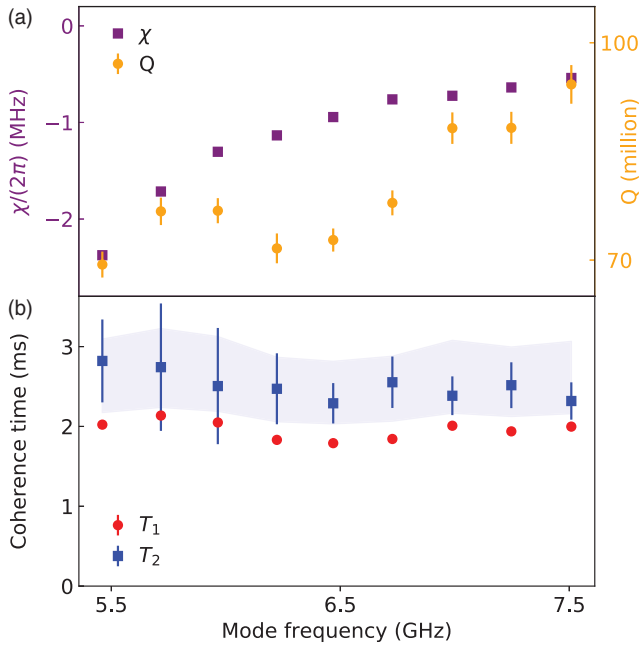 (a)
0
−1
−2
χ/(2π) (MHz)
χ
Q
100
70
Q (million)
(b)
3
2
1
0
Coherence time (ms)
T₁
T₂
5.5 6.5 7.5
Mode frequency (GHz)